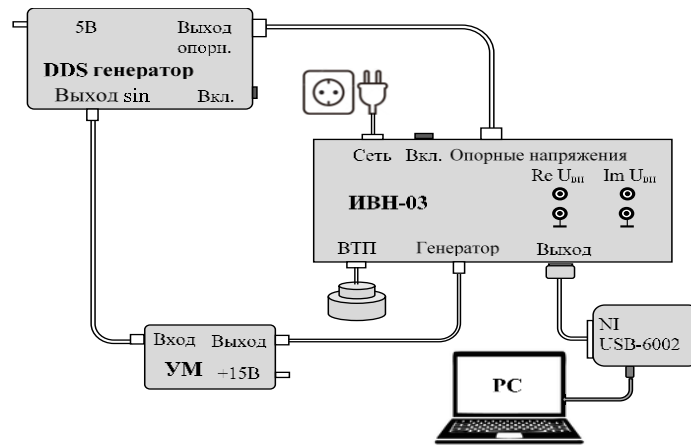 5В Выход
опорн.
DDS генератор
Выход sin Вкл.
Сеть Вкл. Опорные напряжения
Re Uвп Im Uвп
ИВН-03
ВТП Генератор Выход
Вход Выход
УМ +15В
NI
USB-6002
PC